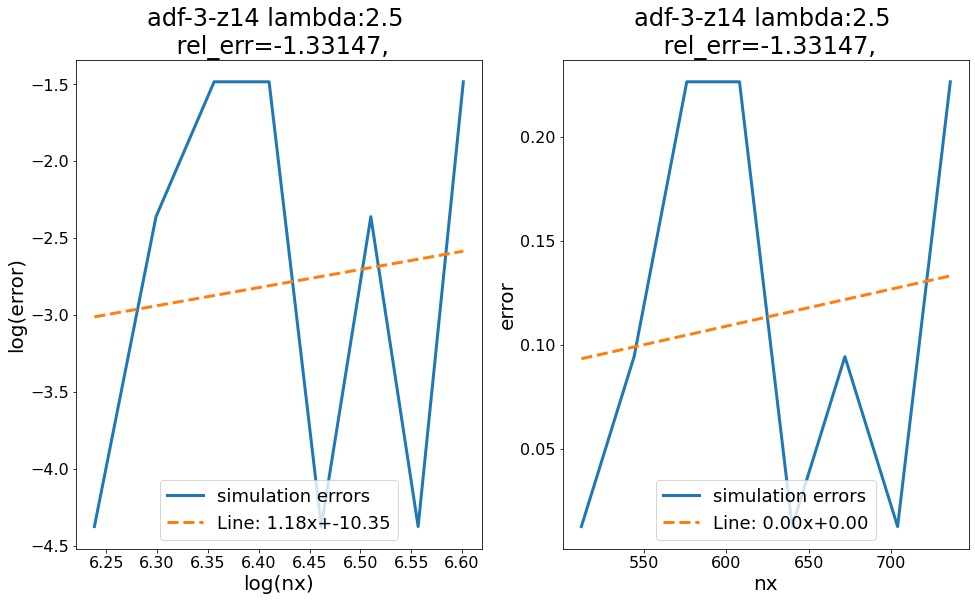 adf-3-z14 lambda:2.5
rel_err=-1.33147,
log(error)
−1.5
−2.0
−2.5
−3.0
−3.5
−4.0
−4.5
simulation errors
Line: 1.18x+-10.35
6.25 6.30 6.35 6.40 6.45 6.50 6.55 6.60
log(nx)
adf-3-z14 lambda:2.5
rel_err=-1.33147,
error
0.20
0.15
0.10
0.05
simulation errors
Line: 0.00x+0.00
550 600 650 700
nx